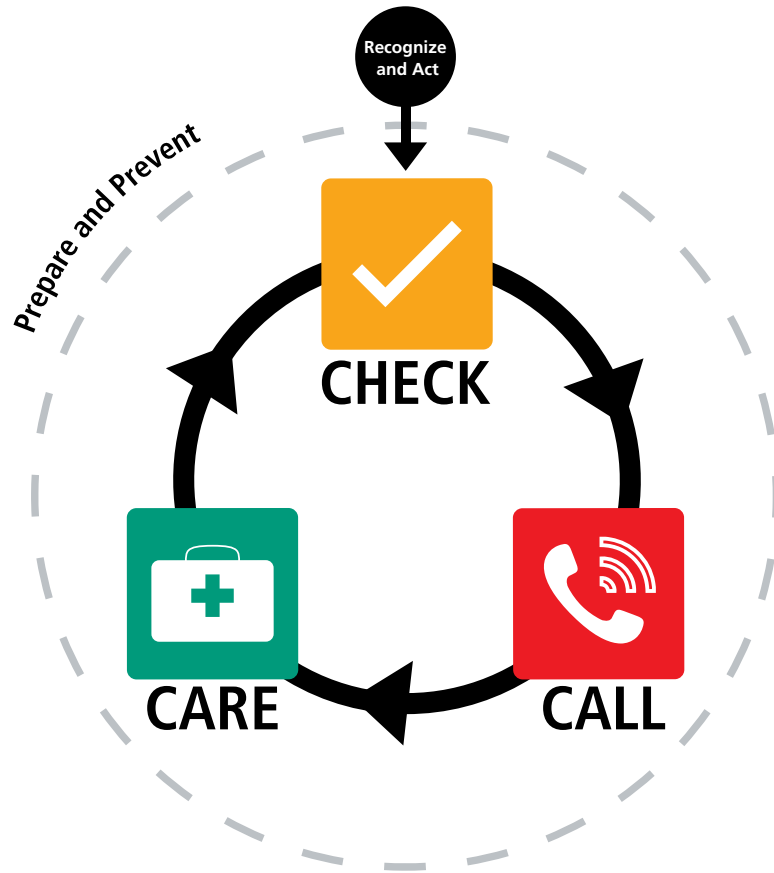 Recognize
and Act
Prepare and Prevent
CHECK
CARE
CALL